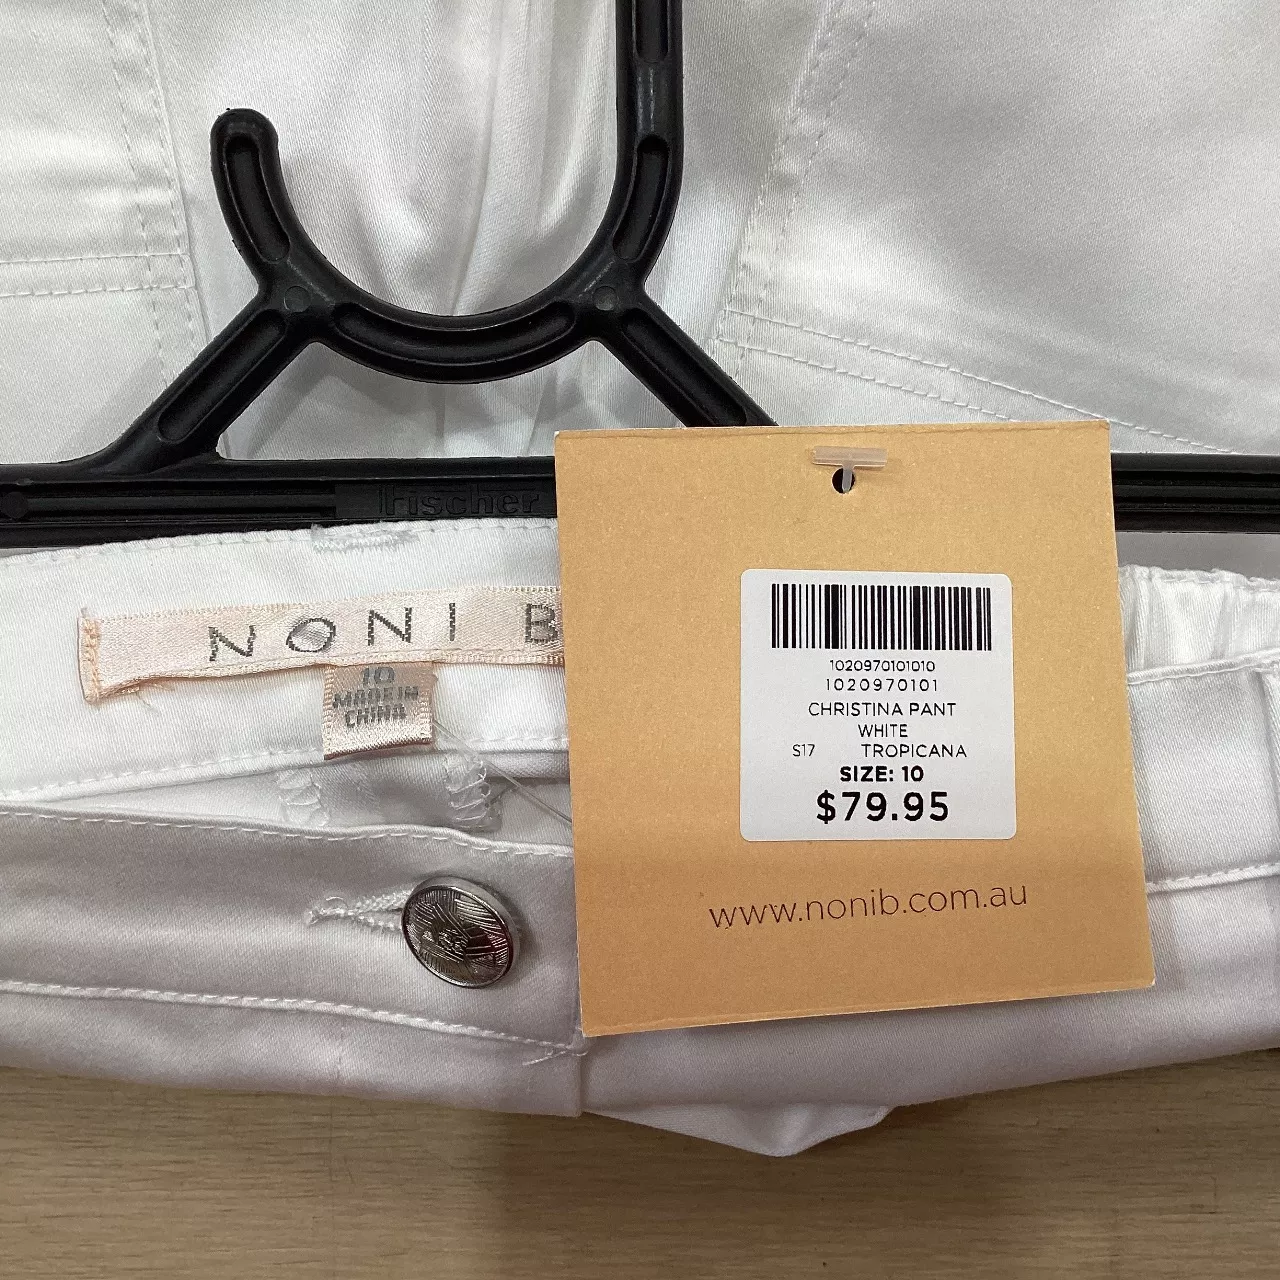 fischer
NONI B
10
MADE IN
CHINA
1020970101010
1020970101
CHRISTINA PANT
WHITE
S17 TROPICANA
SIZE: 10
$79.95
www.nonib.com.au